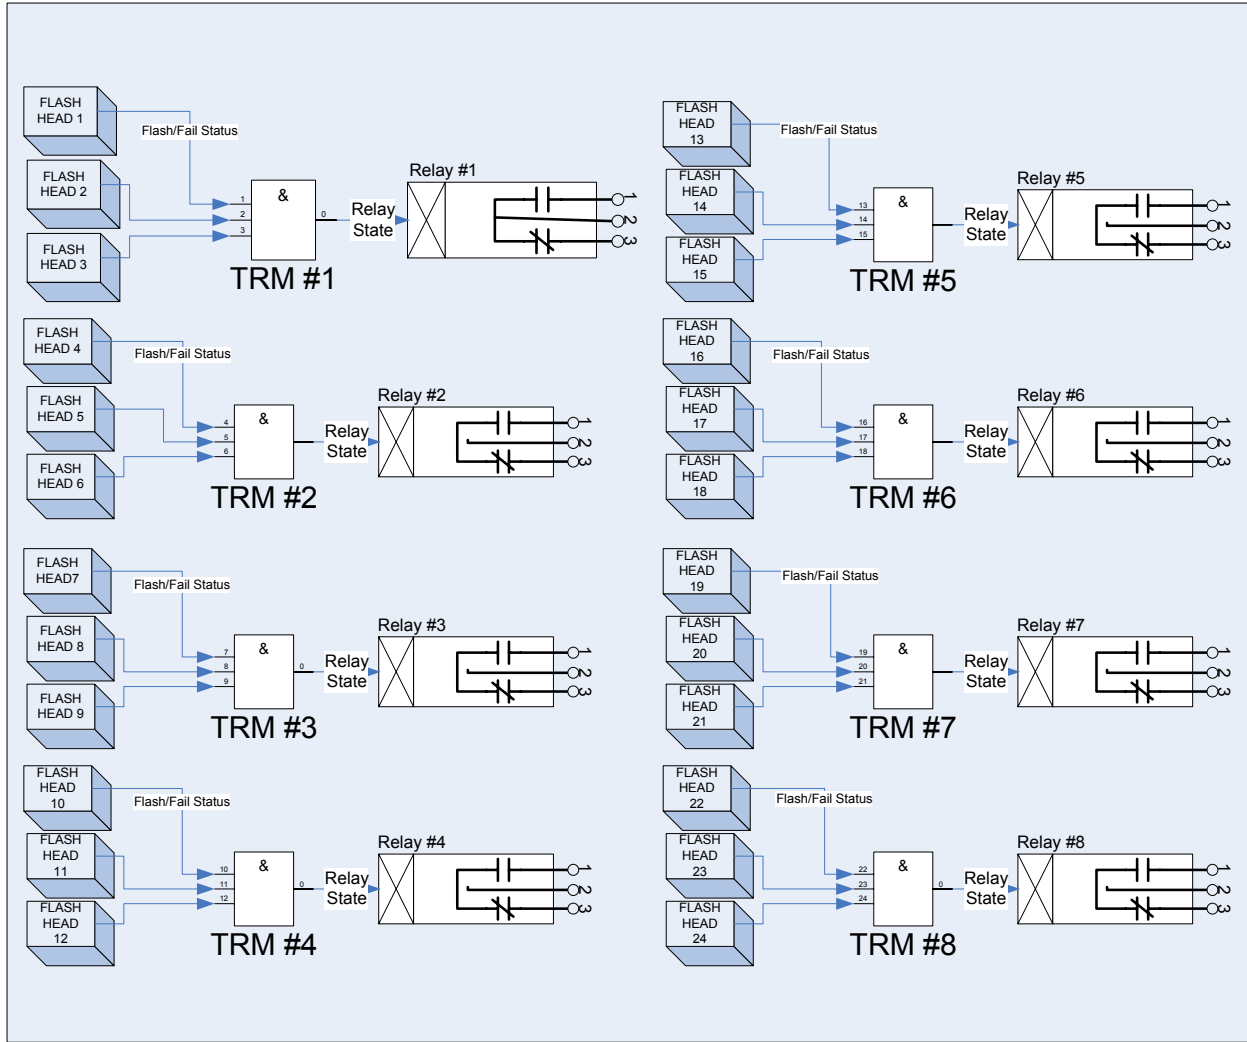 FLASH
HEAD 1
Flash/Fail Status
FLASH
HEAD 2
FLASH
HEAD 3
1
2
3
&
0
TRM #1
Relay
State
Relay #1
1
2
3
FLASH
HEAD 4
Flash/Fail Status
FLASH
HEAD 5
FLASH
HEAD 6
4
5
6
&
TRM #2
Relay
State
Relay #2
1
2
3
FLASH
HEAD7
Flash/Fail Status
FLASH
HEAD 8
FLASH
HEAD 9
7
8
9
&
0
TRM #3
Relay
State
Relay #3
1
2
3
FLASH
HEAD
10
Flash/Fail Status
FLASH
HEAD
11
FLASH
HEAD
12
10
11
12
&
0
TRM #4
Relay
State
Relay #4
1
2
3
FLASH
HEAD
13
Flash/Fail Status
FLASH
HEAD
14
FLASH
HEAD
15
13
14
15
&
TRM #5
Relay
State
Relay #5
1
2
3
FLASH
HEAD
16
Flash/Fail Status
FLASH
HEAD
17
FLASH
HEAD
18
16
17
18
&
TRM #6
Relay
State
Relay #6
1
2
3
FLASH
HEAD
19
Flash/Fail Status
FLASH
HEAD
20
FLASH
HEAD
21
19
20
21
&
TRM #7
Relay
State
Relay #7
1
2
3
FLASH
HEAD
22
Flash/Fail Status
FLASH
HEAD
23
FLASH
HEAD
24
22
23
24
&
0
TRM #8
Relay
State
Relay #8
1
2
3